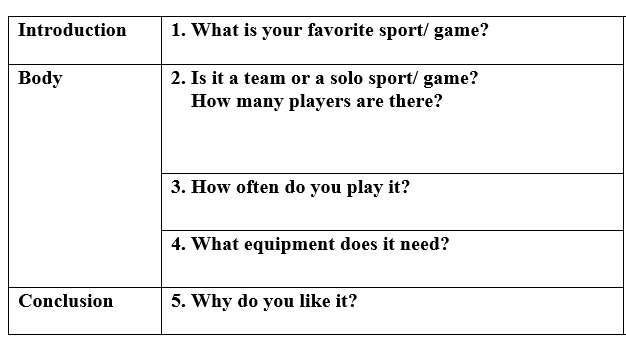 Introduction
1. What is your favorite sport/ game?
Body
2. Is it a team or a solo sport/ game?
How many players are there?
3. How often do you play it?
4. What equipment does it need?
Conclusion
5. Why do you like it?